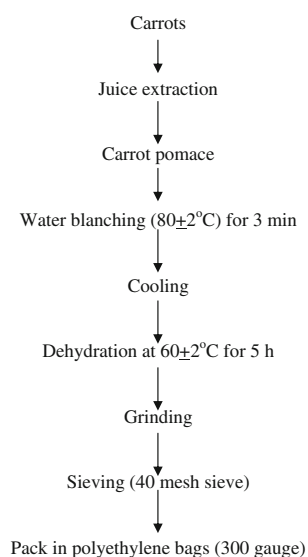 Carrots
Juice extraction
Carrot pomace
Water blanching (80±2°C) for 3 min
Cooling
Dehydration at 60±2°C for 5 h
Grinding
Sieving (40 mesh sieve)
Pack in polyethylene bags (300 gauge)